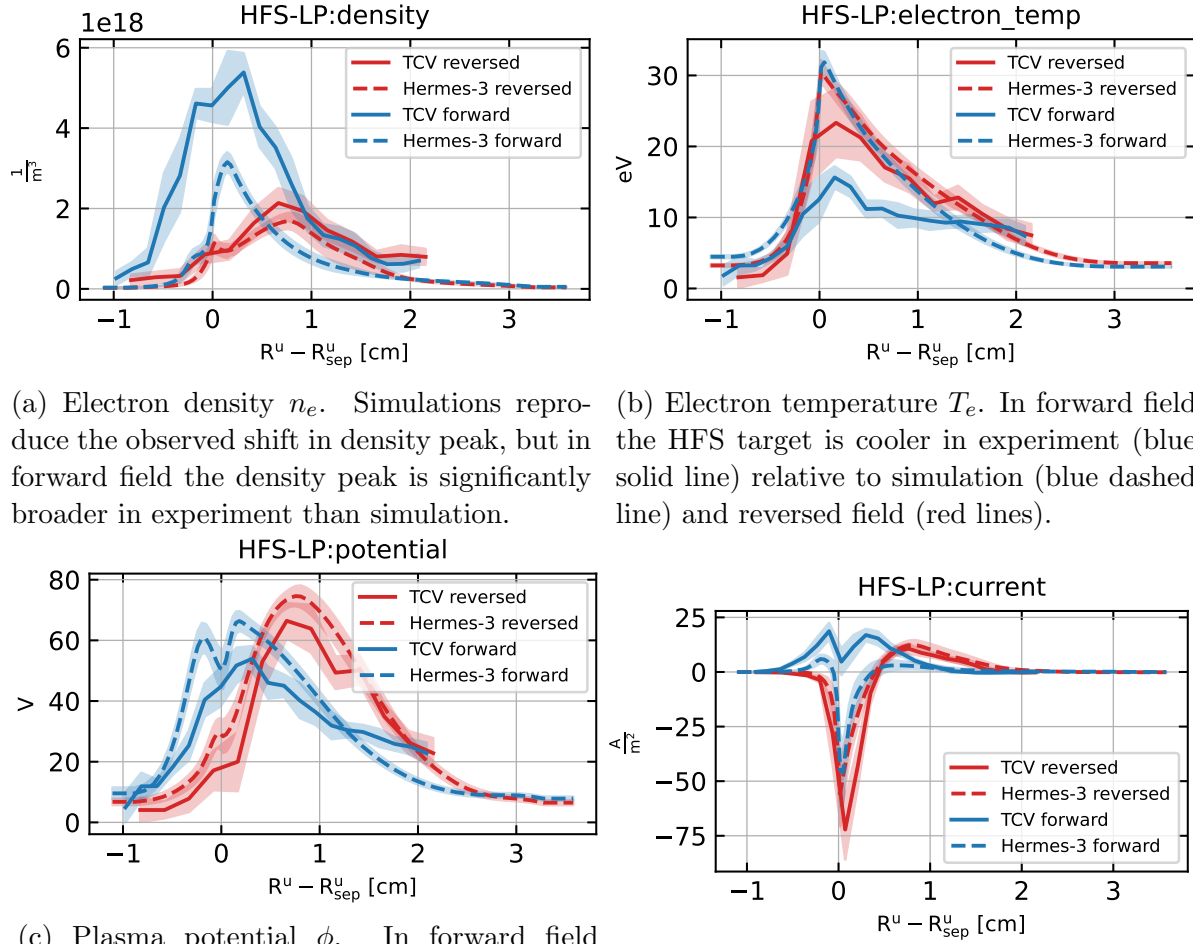 HFS-LP:density
1e18
6
4
2
0
1/m³
TCV reversed
Hermes-3 reversed
TCV forward
Hermes-3 forward
−1 0 1 2 3
Rᵘ − Rᵘsep [cm]
HFS-LP:electron_temp
30
20
10
0
eV
TCV reversed
Hermes-3 reversed
TCV forward
Hermes-3 forward
−1 0 1 2 3
Rᵘ − Rᵘsep [cm]
(a) Electron density nₑ. Simulations repro-
duce the observed shift in density peak, but in
forward field the density peak is significantly
broader in experiment than simulation.
(b) Electron temperature Tₑ. In forward field
the HFS target is cooler in experiment (blue
solid line) relative to simulation (blue dashed
line) and reversed field (red lines).
HFS-LP:potential
80
60
40
20
0
V
TCV reversed
Hermes-3 reversed
TCV forward
Hermes-3 forward
−1 0 1 2 3
Rᵘ − Rᵘsep [cm]
HFS-LP:current
25
0
−25
−50
−75
A/m²
TCV reversed
Hermes-3 reversed
TCV forward
Hermes-3 forward
−1 0 1 2 3
Rᵘ − Rᵘsep [cm]
(c) Plasma potential ϕ. In forward field